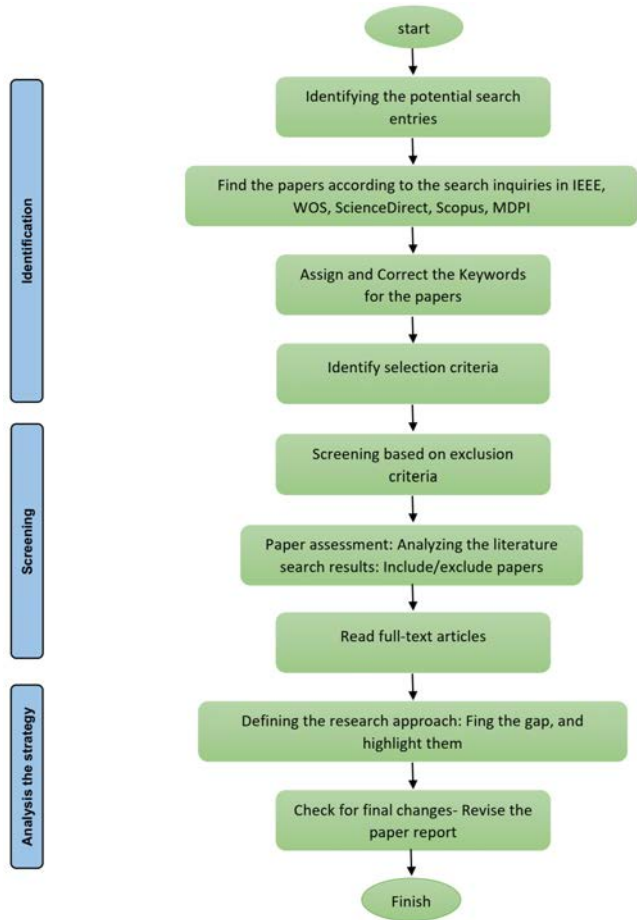 start
Identification
Identifying the potential search
entries
Find the papers according to the search inquiries in IEEE,
WOS, ScienceDirect, Scopus, MDPI
Assign and Correct the Keywords
for the papers
Identify selection criteria
Screening
Screening based on exclusion
criteria
Paper assessment: Analyzing the literature
search results: Include/exclude papers
Read full-text articles
Analysis the strategy
Defining the research approach: Fing the gap, and
highlight them
Check for final changes- Revise the
paper report
Finish